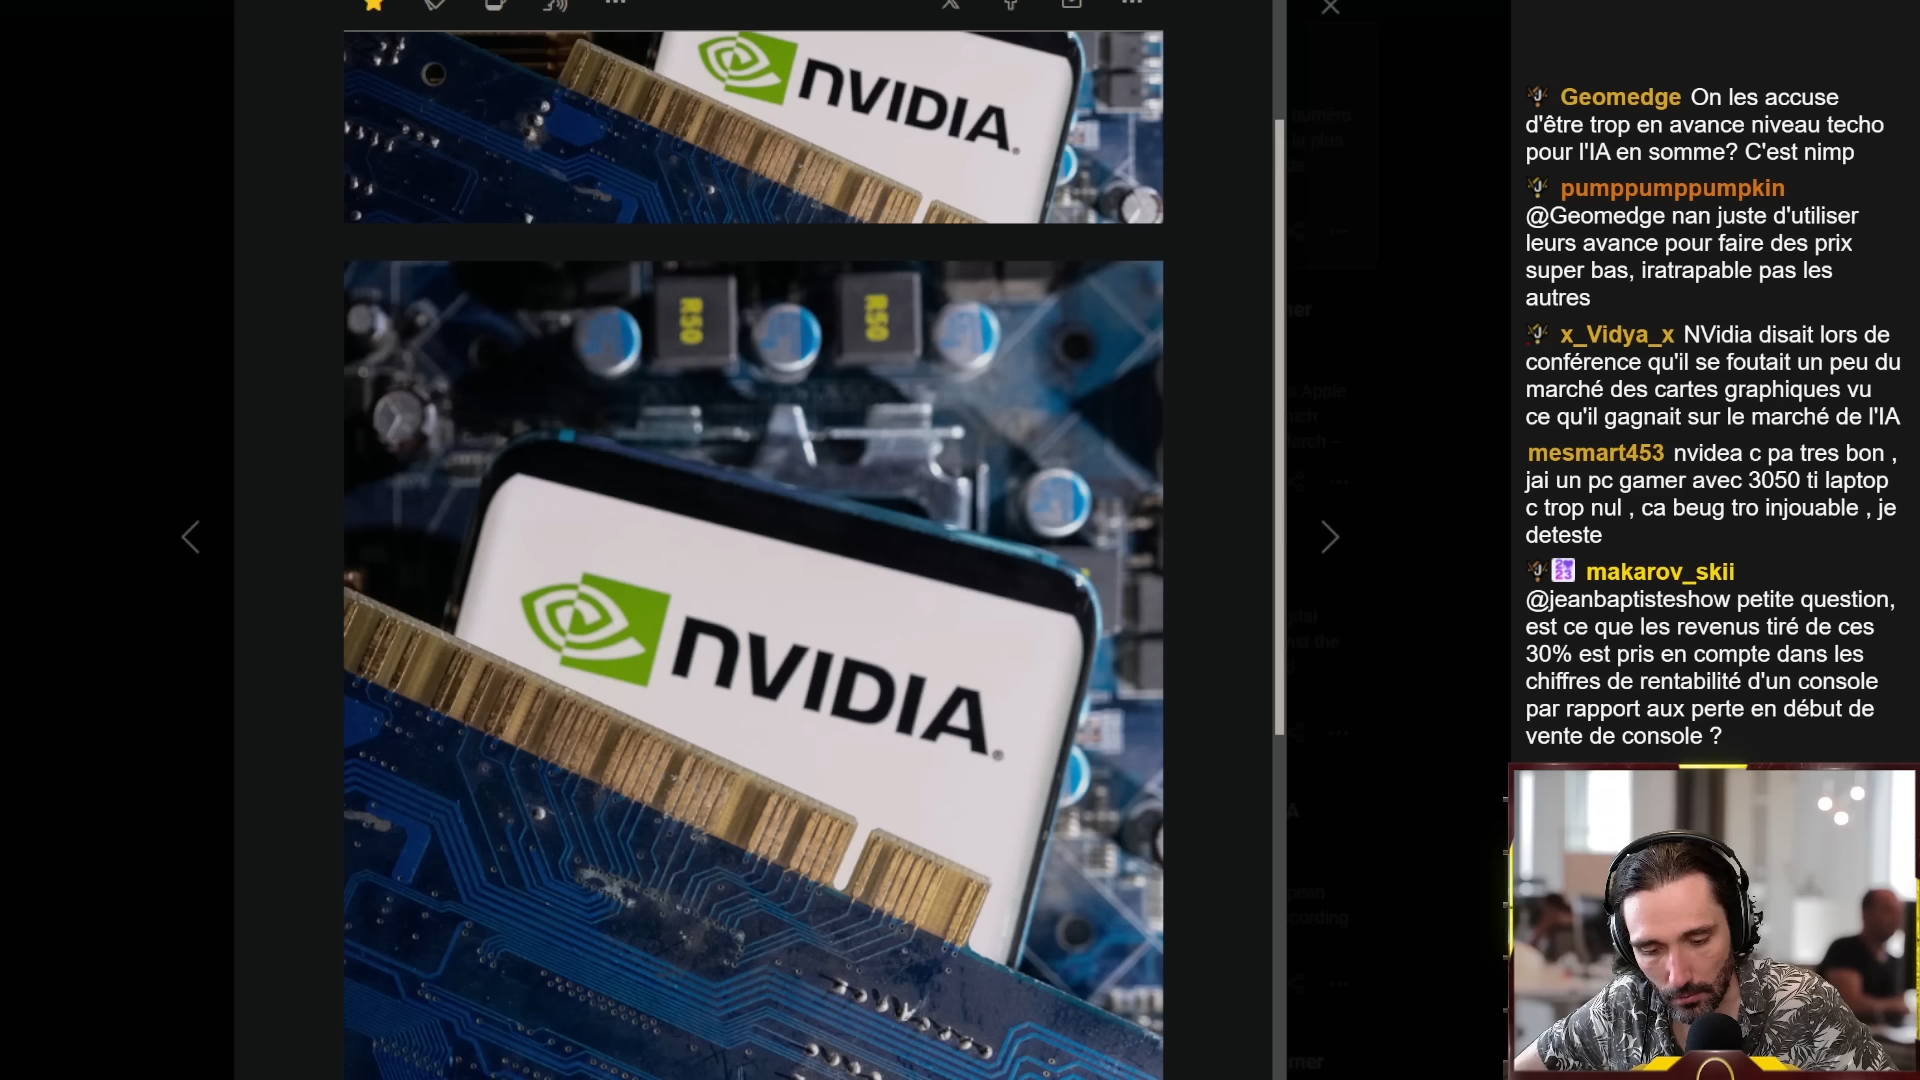 nVIDIA
R50
R50
nVIDIA
Geomedge On les accuse
d'être trop en avance niveau techo
pour l'IA en somme? C'est nimp
pumppumppumpkin
@Geomedge nan juste d'utiliser
leurs avance pour faire des prix
super bas, iratrapable pas les
autres
x_Vidya_x NVidia disait lors de
conférence qu'il se foutait un peu du
marché des cartes graphiques vu
ce qu'il gagnait sur le marché de l'IA
mesmart453 nvidea c pa tres bon ,
jai un pc gamer avec 3050 ti laptop
c trop nul , ca beug tro injouable , je
deteste
makarov_skii
@jeanbaptisteshow petite question,
est ce que les revenus tiré de ces
30% est pris en compte dans les
chiffres de rentabilité d'un console
par rapport aux perte en début de
vente de console ?